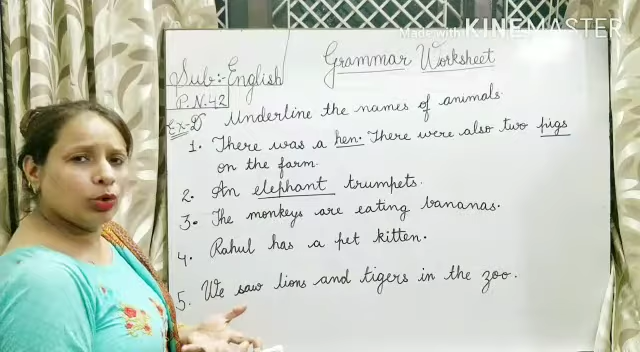 Made with KINEMASTER
Sub:- English
Grammar Worksheet
P.N.42
Ex-D Underline the names of animals.
1. There was a hen. There were also two pigs
on the farm.
2. An elephant trumpets.
3. The monkeys are eating bananas.
4. Rahul has a pet kitten.
5. We saw lions and tigers in the zoo.